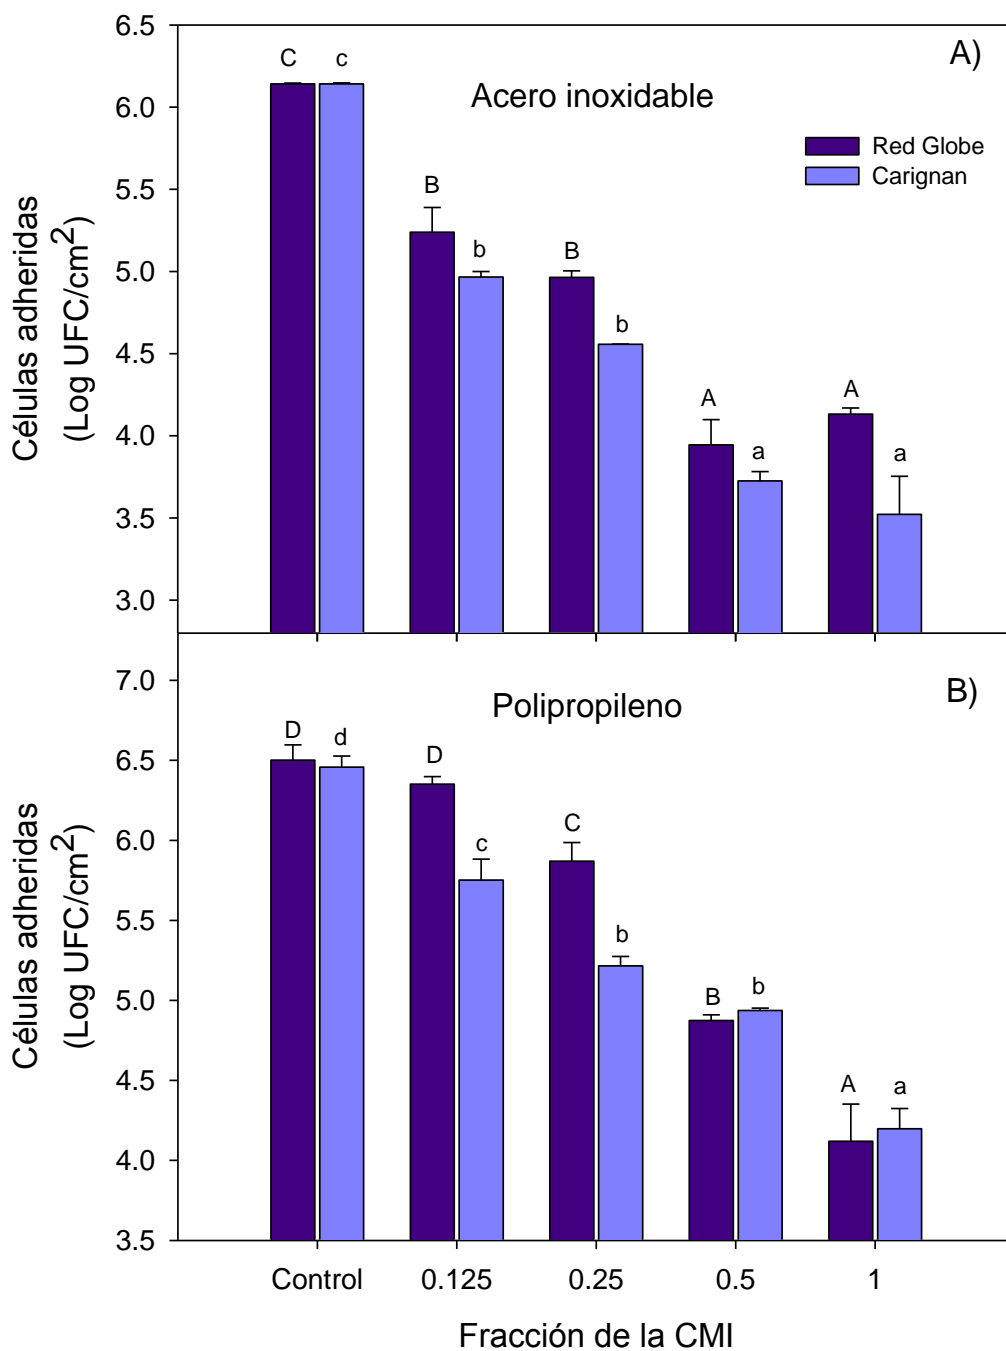 A)
Acero inoxidable
Red Globe
Carignan
Células adheridas
(Log UFC/cm²)
6.5
6.0
5.5
5.0
4.5
4.0
3.5
3.0
C c
B b
B b
A a
A a
B)
Polipropileno
Células adheridas
(Log UFC/cm²)
7.0
6.5
6.0
5.5
5.0
4.5
4.0
3.5
D d
D c
C b
B b
A a
Control 0.125 0.25 0.5 1
Fracción de la CMI